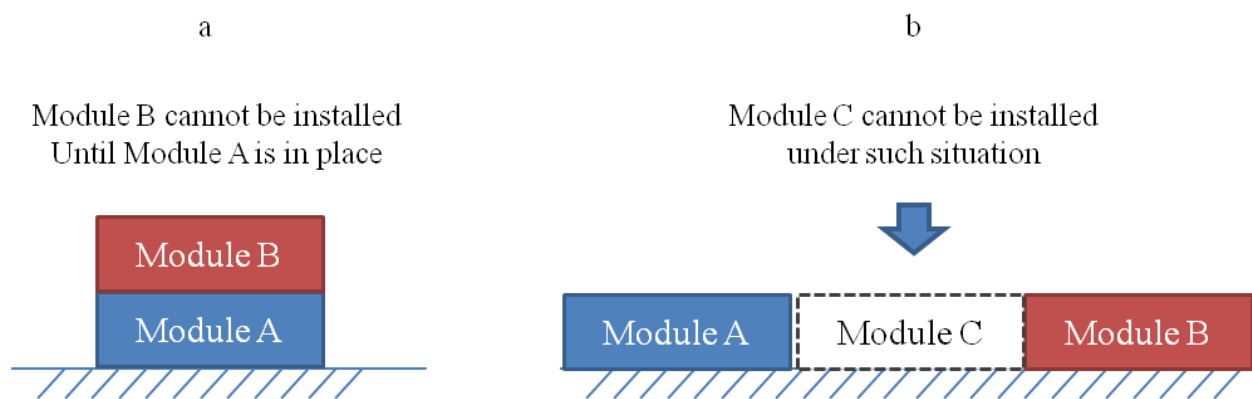 a
Module B cannot be installed
Until Module A is in place
Module B
Module A
b
Module C cannot be installed
under such situation
Module A
Module C
Module B